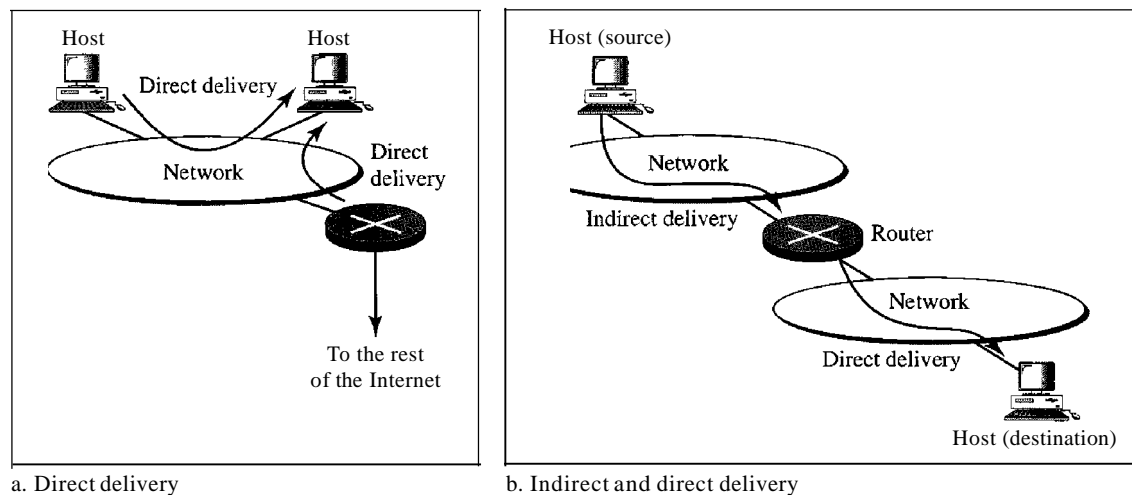 Host
Host
Direct delivery
Network
Direct
delivery
To the rest
of the Internet
a. Direct delivery
Host (source)
Network
Indirect delivery
Router
Network
Direct delivery
Host (destination)
b. Indirect and direct delivery